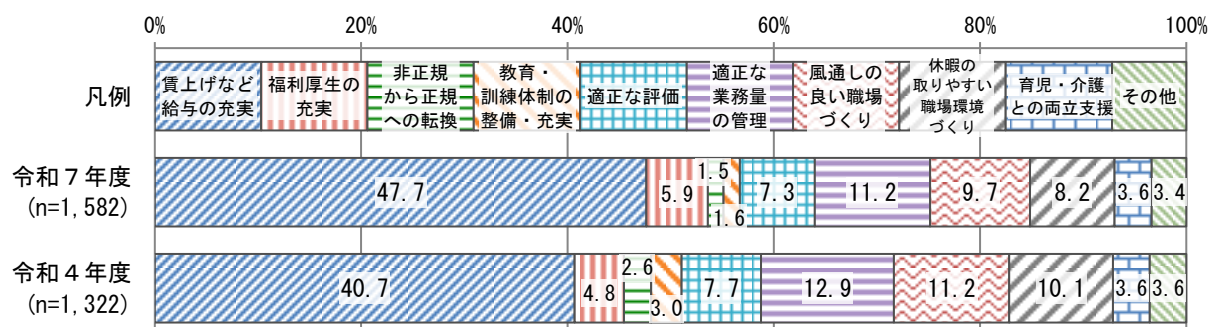 0%
20%
40%
60%
80%
100%
凡例
賃上げなど
給与の充実
福利厚生の
充実
非正規
から正規
への転換
教育・
訓練体制の
整備・充実
適正な評価
適正な
業務量
の管理
風通しの
良い職場
づくり
休暇の
取りやすい
職場環境
づくり
育児・介護
との両立支援
その他
令和７年度
(n=1,582)
47.7
5.9
1.5
1.6
7.3
11.2
9.7
8.2
3.6
3.4
令和４年度
(n=1,322)
40.7
4.8
2.6
3.0
7.7
12.9
11.2
10.1
3.6
3.6